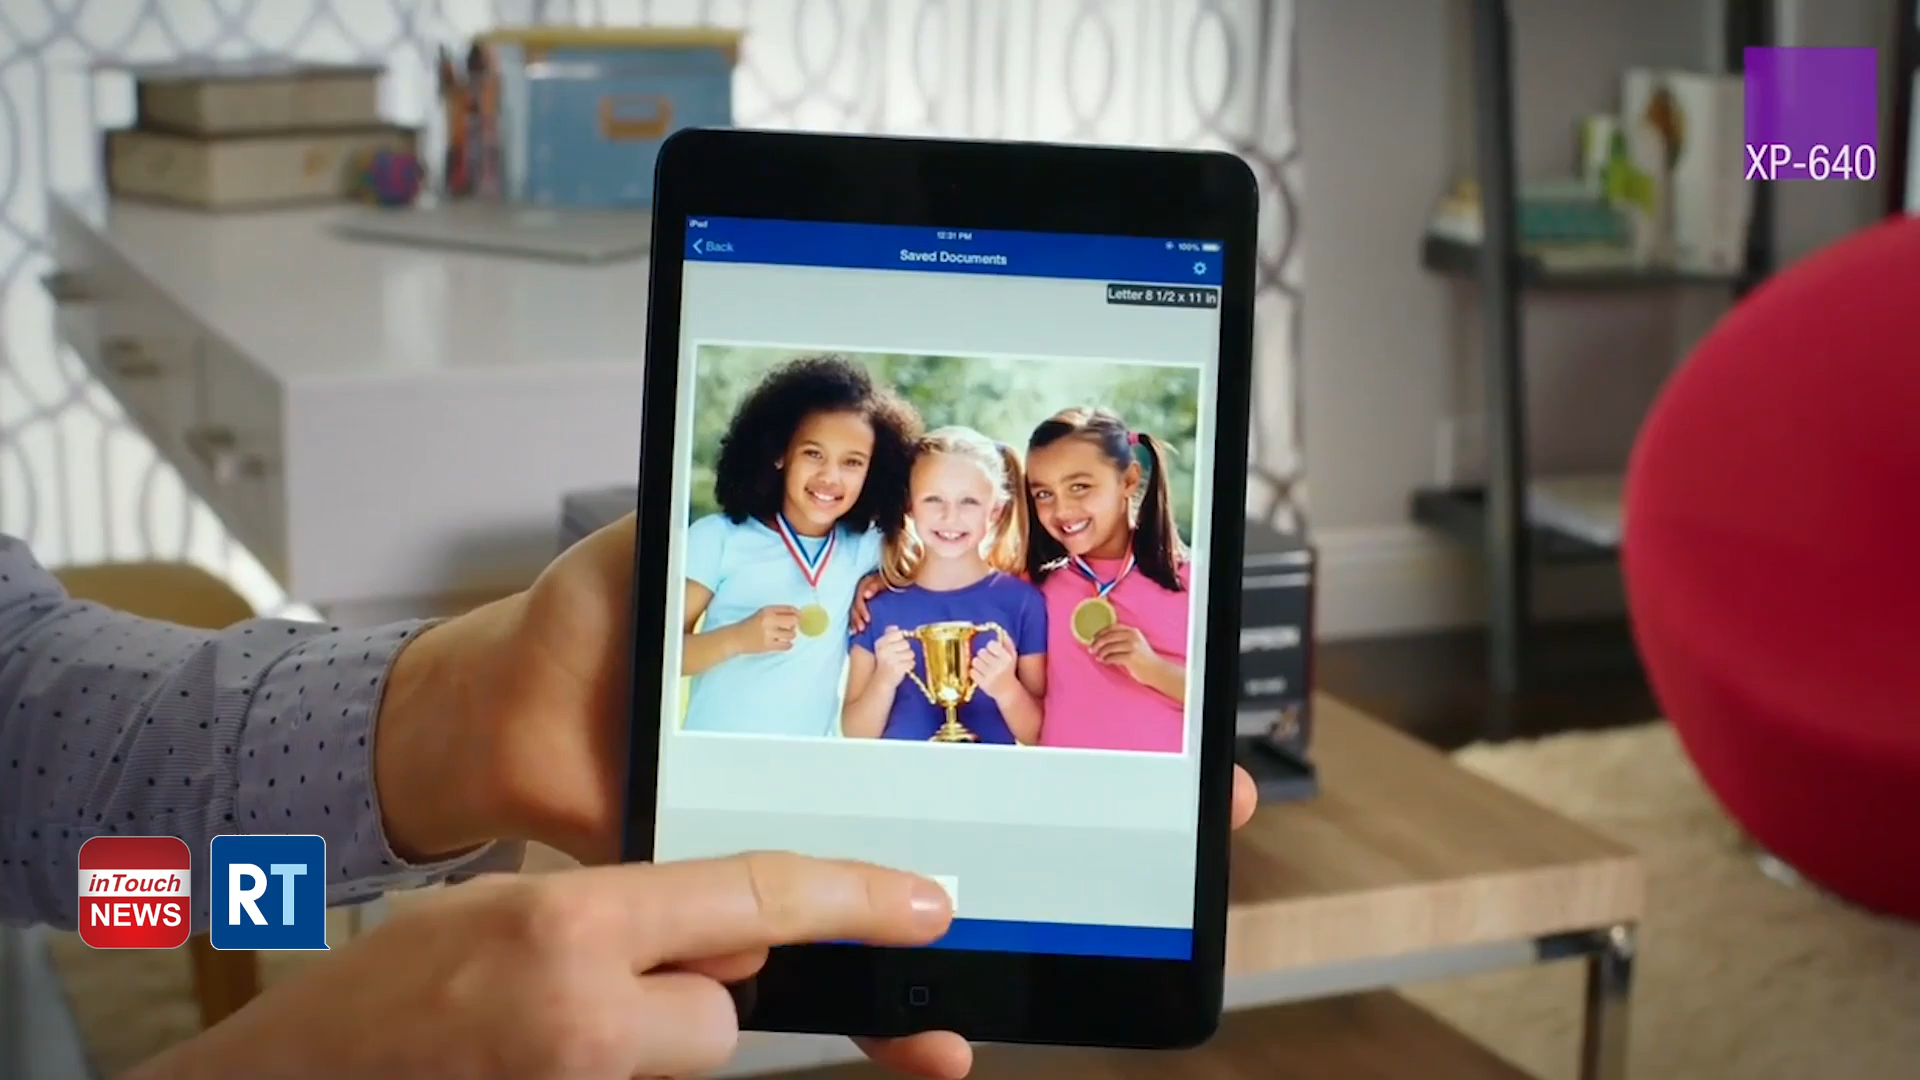 XP-640
iPad
12:31 PM
100%
Back
Saved Documents
Letter 8 1/2 x 11 in
EPSON
inTouch
NEWS
RT